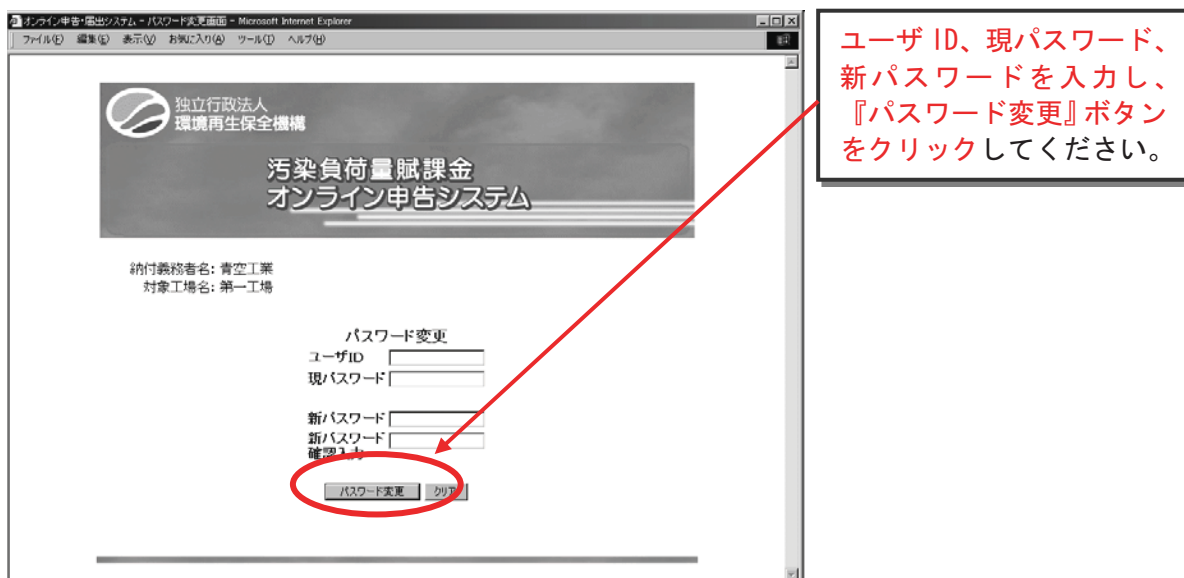 オンライン申告・届出システム - パスワード変更画面 - Microsoft Internet Explorer
ファイル(F) 編集(E) 表示(V) お気に入り(A) ツール(T) ヘルプ(H)
独立行政法人
環境再生保全機構
汚染負荷量賦課金
オンライン申告システム
納付義務者名: 青空工業
対象工場名: 第一工場
パスワード変更
ユーザID
現パスワード
新パスワード
新パスワード
確認入力
パスワード変更 クリア
ユーザ ID、現パスワード、
新パスワードを入力し、
『パスワード変更』ボタン
をクリックしてください。